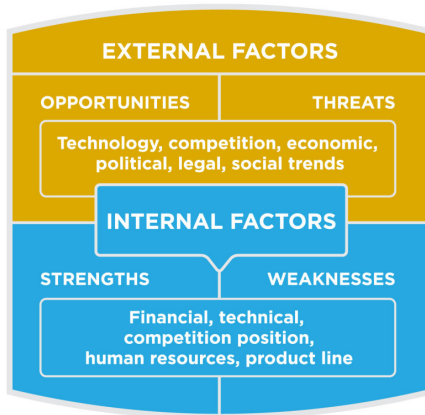 EXTERNAL FACTORS
OPPORTUNITIES
THREATS
Technology, competition, economic,
political, legal, social trends
INTERNAL FACTORS
STRENGTHS
WEAKNESSES
Financial, technical,
competition position,
human resources, product line